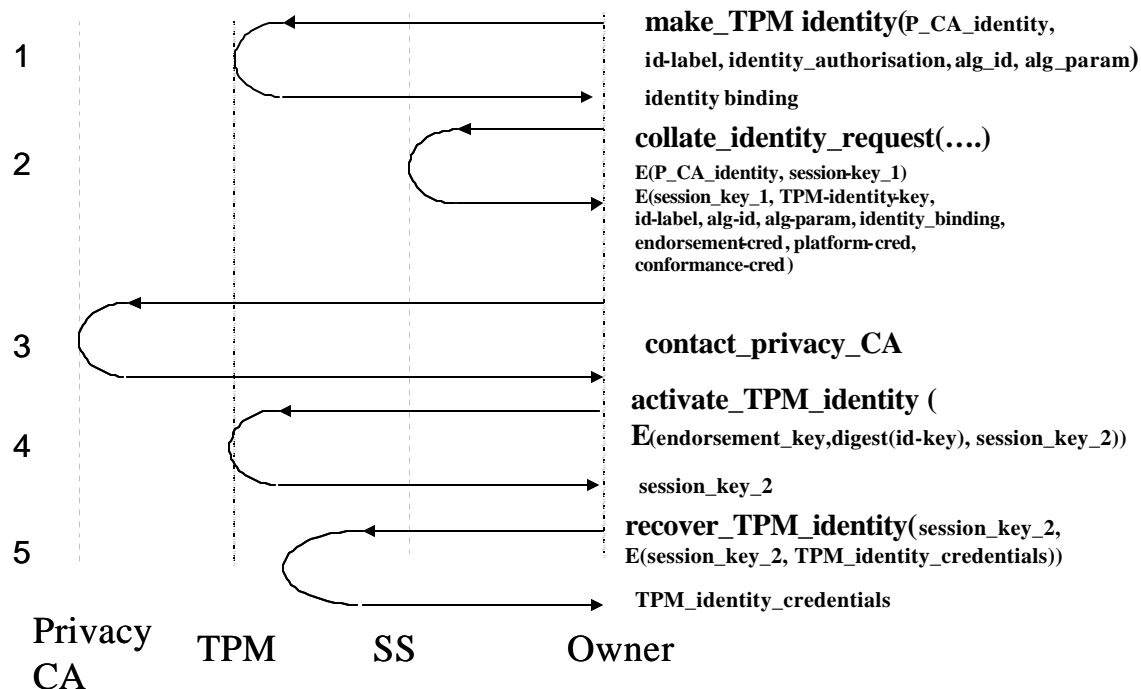 make_TPM identity(P_CA_identity,
1
id-label, identity_authorisation, alg_id, alg_param)
identity binding
collate_identity_request(….)
2
E(P_CA_identity, session-key_1)
E(session_key_1, TPM-identity-key,
id-label, alg-id, alg-param, identity_binding,
endorsement-cred, platform-cred,
conformance-cred)
3
contact_privacy_CA
activate_TPM_identity (
4
E(endorsement_key,digest(id-key), session_key_2))
session_key_2
recover_TPM_identity(session_key_2,
5
E(session_key_2, TPM_identity_credentials))
TPM_identity_credentials
Privacy
CA
TPM
SS
Owner